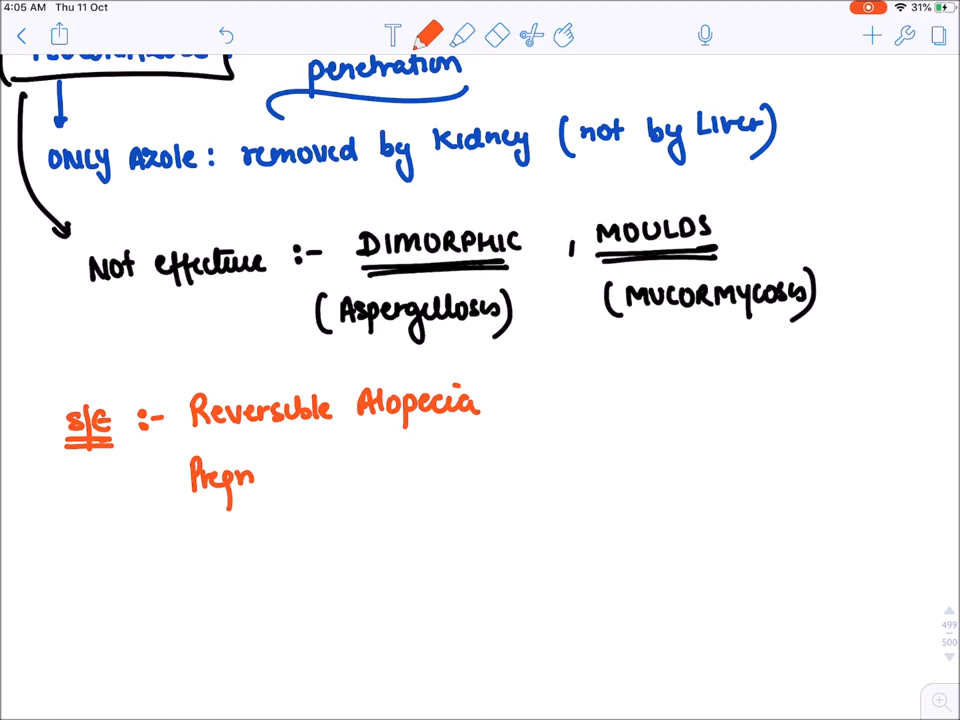 4:05 AM Thu 11 Oct
31%
T
penetration
ONLY AZOLE : removed by Kidney (not by Liver)
Not effective :- DIMORPHIC , MOULDS
(Aspergellosis) (MUCORMYcosis)
S/E :- Reversible Alopecia
Pregn
499
500